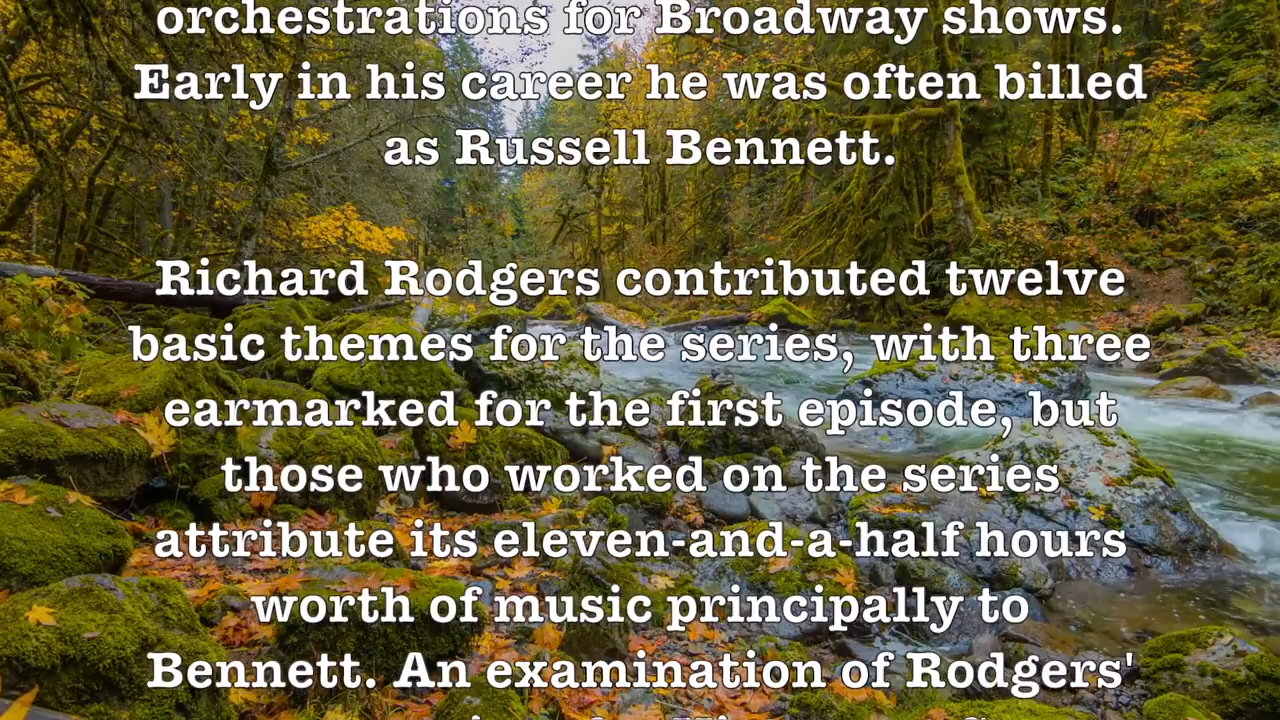 orchestrations for Broadway shows.
Early in his career he was often billed
as Russell Bennett.
Richard Rodgers contributed twelve
basic themes for the series, with three
earmarked for the first episode, but
those who worked on the series
attribute its eleven-and-a-half hours
worth of music principally to
Bennett. An examination of Rodgers'